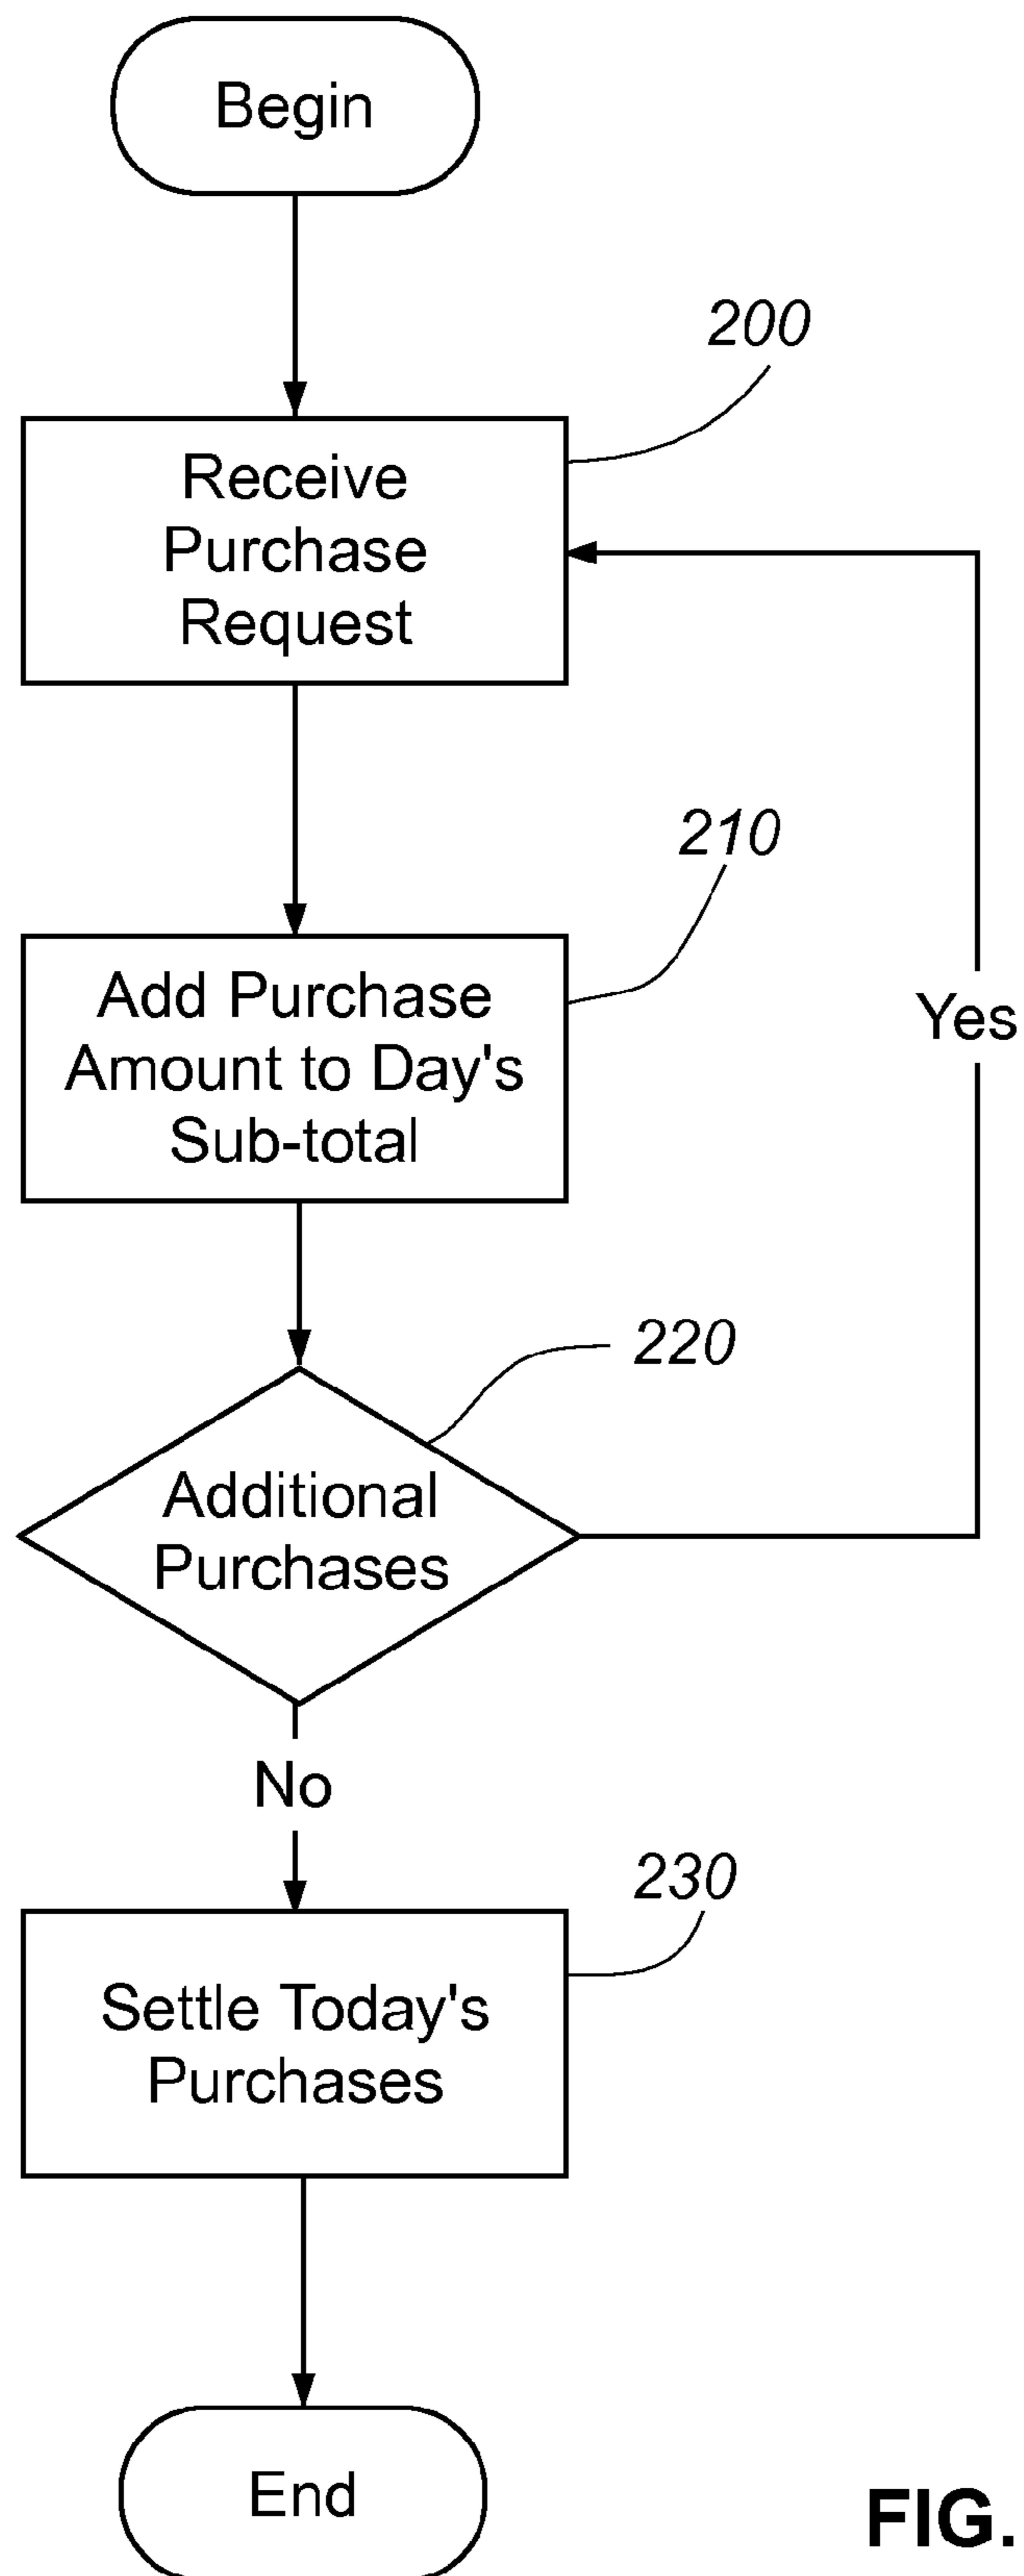 Begin
200
Receive
Purchase
Request
210
Add Purchase
Amount to Day's
Sub-total
Yes
220
Additional
Purchases
No
230
Settle Today's
Purchases
End
FIG.